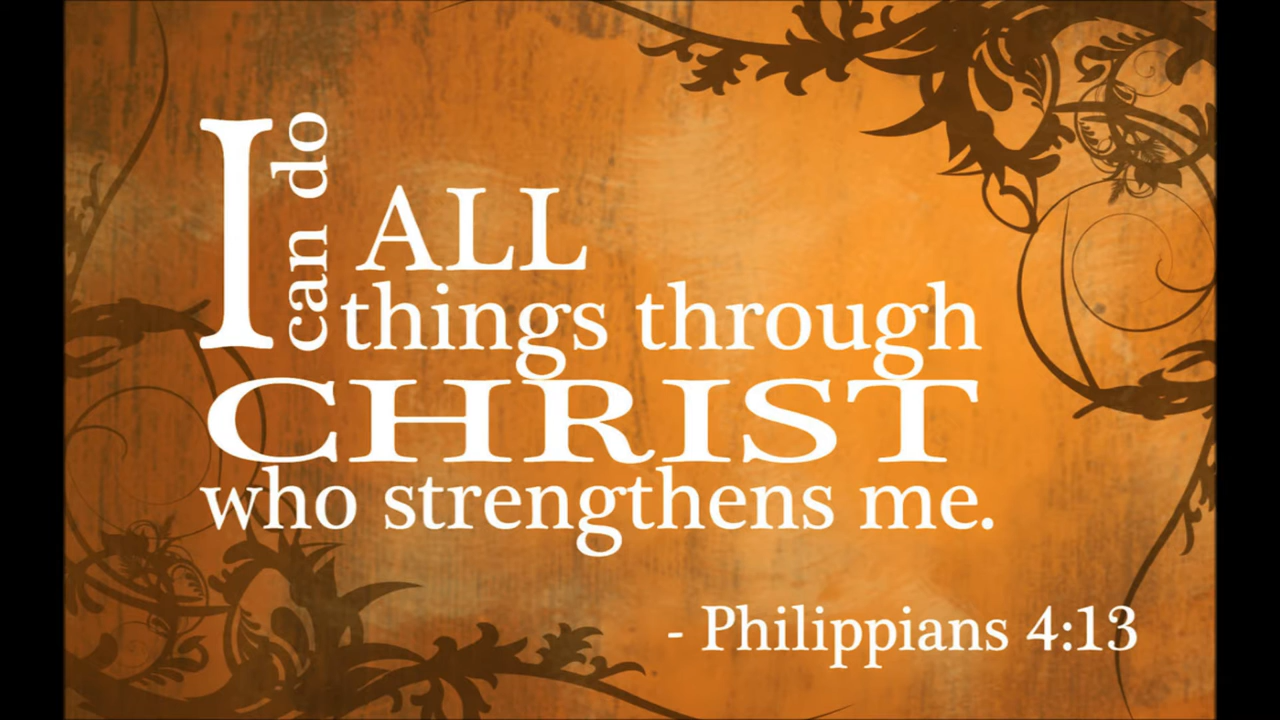 I can do ALL
things through
CHRIST
who strengthens me.
- Philippians 4:13